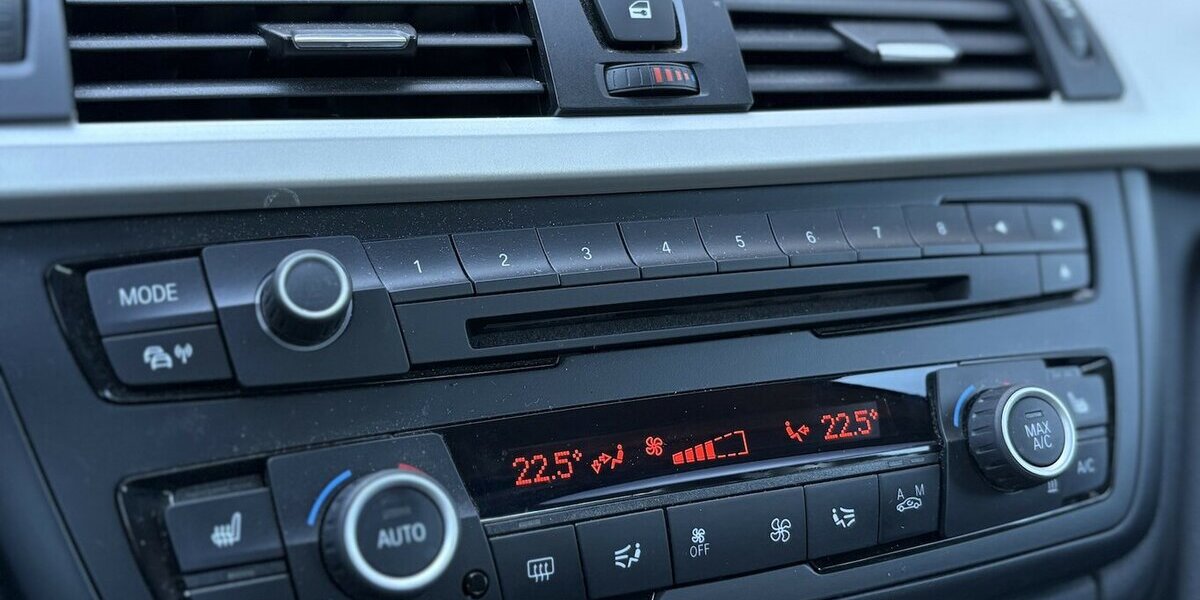 1 2 3 4 5 6 7 8
MODE
22.5° 22.5°
MAX
A/C
A/C
AUTO
OFF
A M